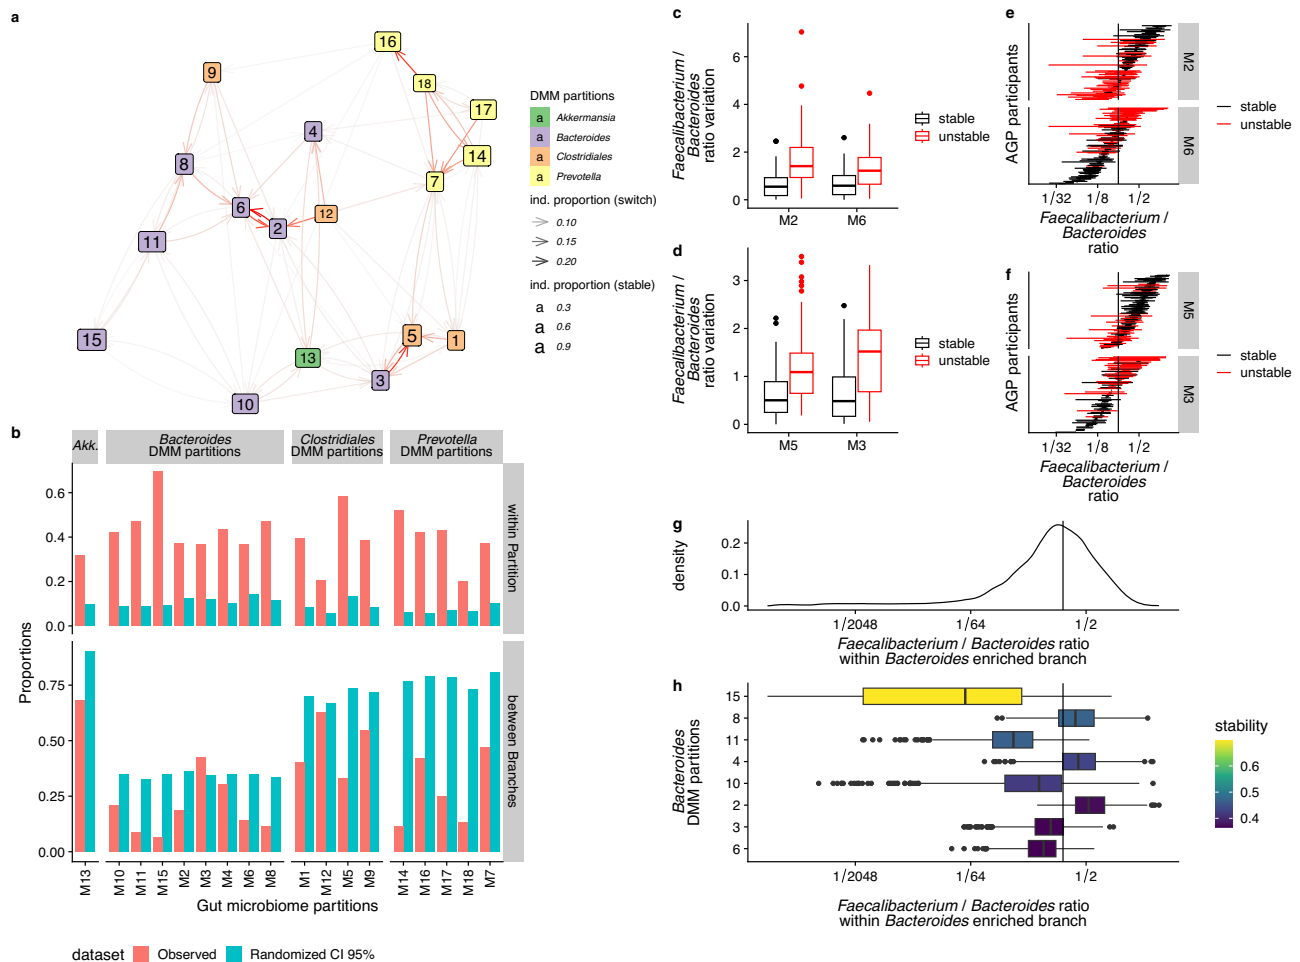 a
16
9
18
17
4
14
8
7
6
12
2
11
15
5
1
13
3
10
DMM partitions
a Akkermansia
a Bacteroides
a Clostridiales
a Prevotella
ind. proportion (switch)
0.10
0.15
0.20
ind. proportion (stable)
a 0.3
a 0.6
a 0.9
b
Akk.
Bacteroides
DMM partitions
Clostridiales
DMM partitions
Prevotella
DMM partitions
Proportions
0.6
0.4
0.2
0.0
within Partition
0.75
0.50
0.25
0.00
between Branches
M13 M10 M11 M15 M2 M3 M4 M6 M8 M1 M12 M5 M9 M14 M16 M17 M18 M7
Gut microbiome partitions
dataset Observed Randomized CI 95%
c
Faecalibacterium /
Bacteroides
ratio variation
6
4
2
0
M2 M6
stable
unstable
d
Faecalibacterium /
Bacteroides
ratio variation
3
2
1
0
M5 M3
stable
unstable
e
AGP participants
M2
M6
1/32 1/8 1/2
Faecalibacterium /
Bacteroides
ratio
stable
unstable
f
AGP participants
M5
M3
1/32 1/8 1/2
Faecalibacterium /
Bacteroides
ratio
stable
unstable
g
density
0.2
0.1
0.0
1/2048 1/64 1/2
Faecalibacterium / Bacteroides ratio
within Bacteroides enriched branch
h
Bacteroides
DMM partitions
15
8
11
4
10
2
3
6
1/2048 1/64 1/2
Faecalibacterium / Bacteroides ratio
within Bacteroides enriched branch
stability
0.6
0.5
0.4